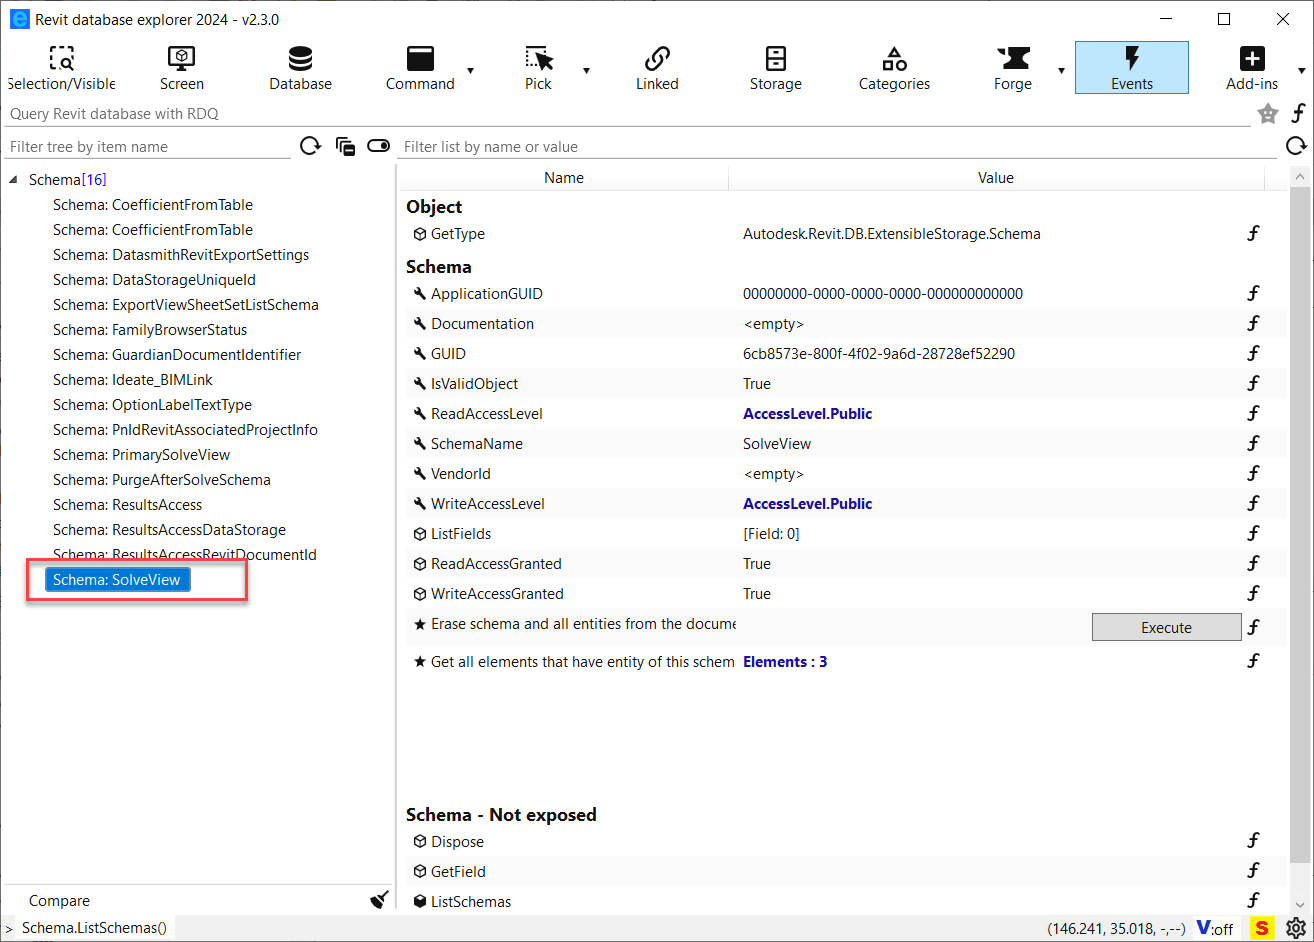 Revit database explorer 2024 - v2.3.0
Selection/Visible Screen Database Command Pick Linked Storage Categories Forge Events Add-ins
Query Revit database with RDQ
Filter tree by item name
Filter list by name or value
Schema[16]
Schema: CoefficientFromTable
Schema: CoefficientFromTable
Schema: DatasmithRevitExportSettings
Schema: DataStorageUniqueId
Schema: ExportViewSheetSetListSchema
Schema: FamilyBrowserStatus
Schema: GuardianDocumentIdentifier
Schema: Ideate_BIMLink
Schema: OptionLabelTextType
Schema: PnIdRevitAssociatedProjectInfo
Schema: PrimarySolveView
Schema: PurgeAfterSolveSchema
Schema: ResultsAccess
Schema: ResultsAccessDataStorage
Schema: ResultsAccessRevitDocumentId
Schema: SolveView
Compare
Name Value
Object
GetType Autodesk.Revit.DB.ExtensibleStorage.Schema
Schema
ApplicationGUID 00000000-0000-0000-0000-000000000000
Documentation <empty>
GUID 6cb8573e-800f-4f02-9a6d-28728ef52290
IsValidObject True
ReadAccessLevel AccessLevel.Public
SchemaName SolveView
VendorId <empty>
WriteAccessLevel AccessLevel.Public
ListFields [Field: 0]
ReadAccessGranted True
WriteAccessGranted True
Erase schema and all entities from the docume Execute
Get all elements that have entity of this schem Elements : 3
Schema - Not exposed
Dispose
GetField
ListSchemas
> Schema.ListSchemas() (146.241, 35.018, -,--) V:off S